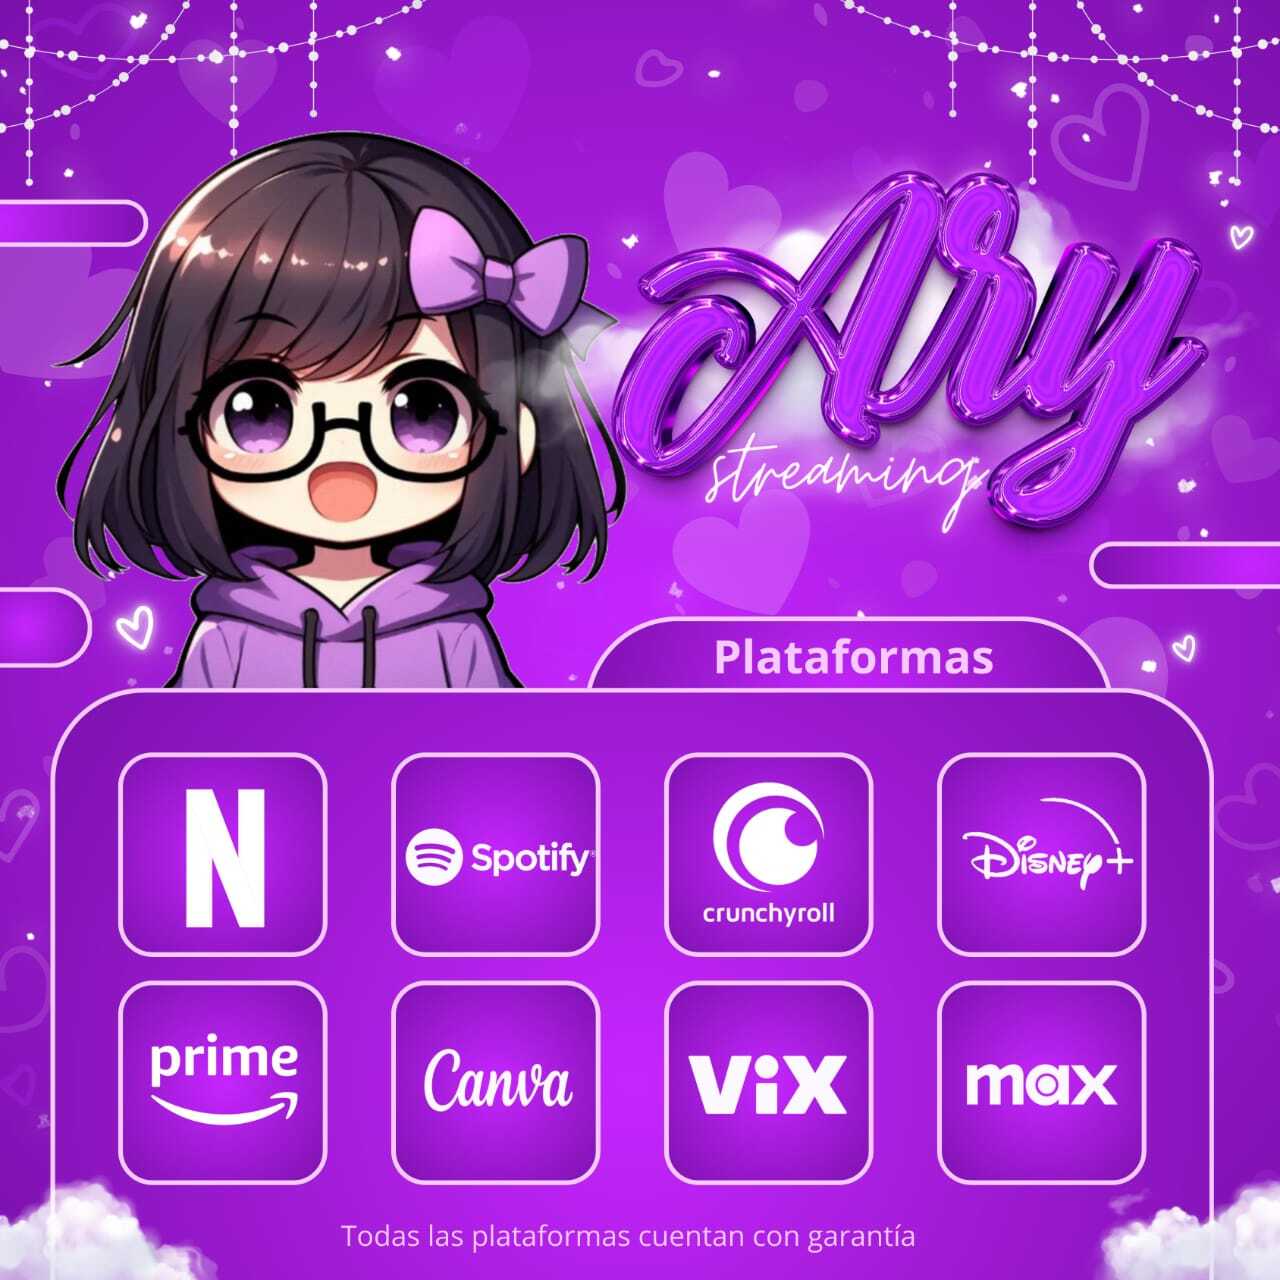 Ary
streaming
Plataformas
N
Spotify®
crunchyroll
Disney+
prime
Canva
ViX
max
Todas las plataformas cuentan con garantía